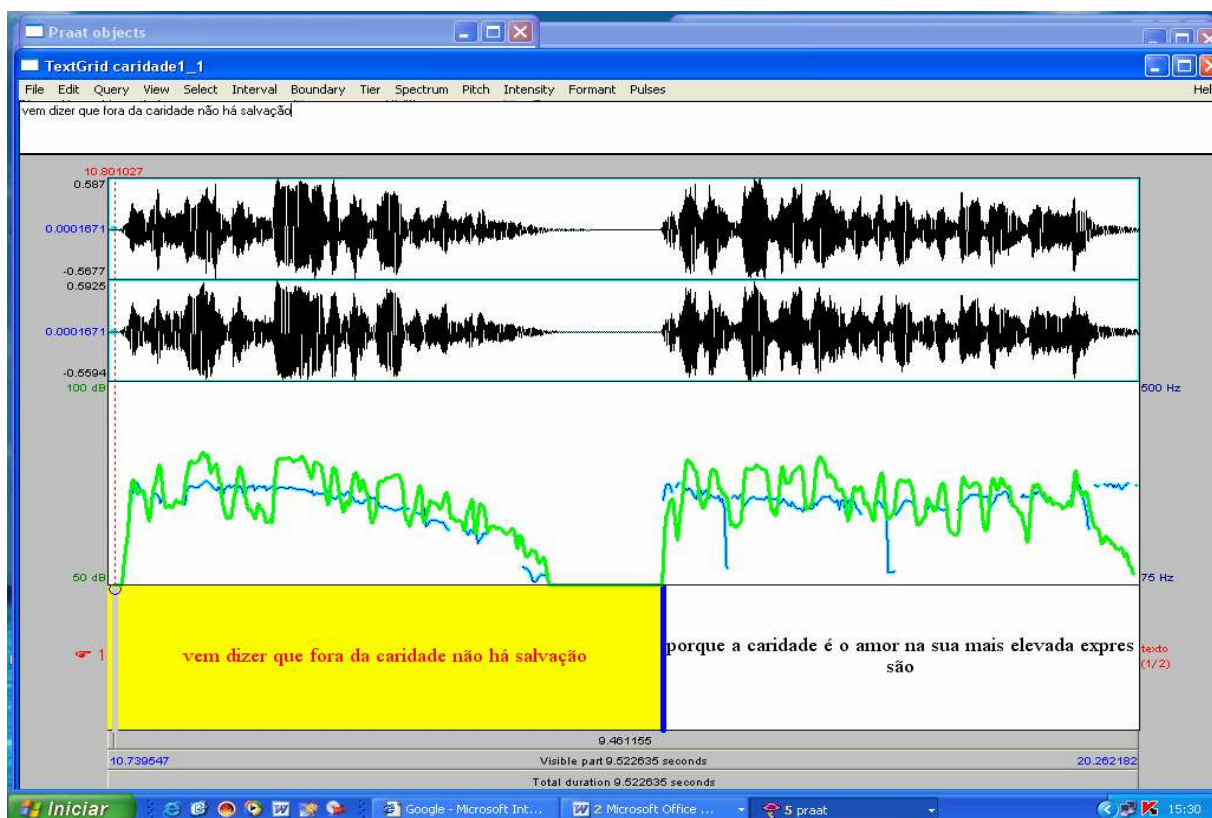 Praat objects
TextGrid caridade1_1
File Edit Query View Select Interval Boundary Tier Spectrum Pitch Intensity Formant Pulses Hel
vem dizer que fora da caridade não há salvação
10.801027
0.587
0.0001671
-0.5677
0.5925
0.0001671
-0.5594
100 dB
500 Hz
50 dB
75 Hz
1
vem dizer que fora da caridade não há salvação
porque a caridade é o amor na sua mais elevada expres
são
texto
(1/2)
9.461155
10.739547 Visible part 9.522635 seconds 20.262182
Total duration 9.522635 seconds
Iniciar Google - Microsoft Int... 2 Microsoft Office ... 5 praat 15:30